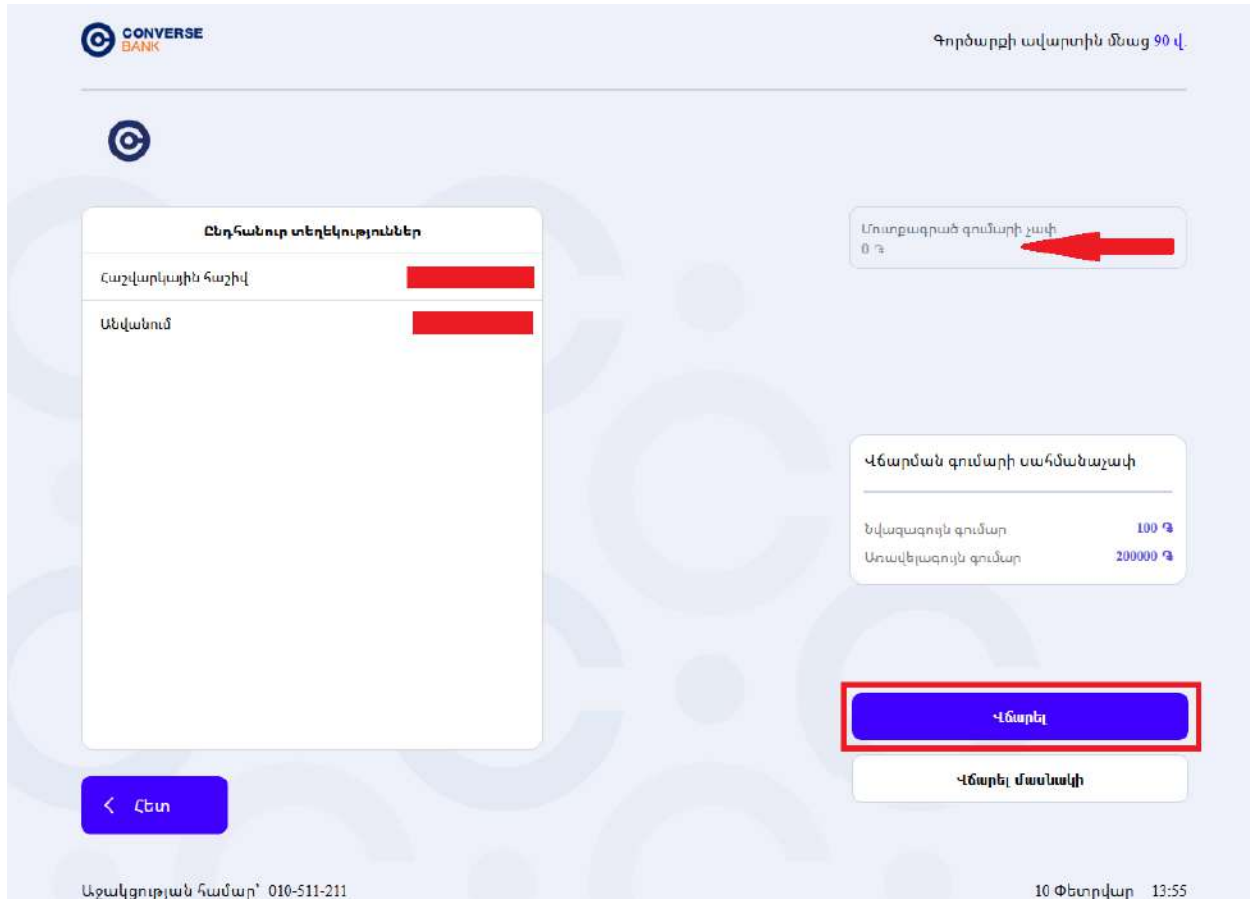 CONVERSE
BANK
Գործարքի ավարտին մնաց 90 վ.
Ընդհանուր տեղեկություններ
Հաշվարկային հաշիվ
Անվանում
Մուտքագրած գումարի չափ
0 ֏
Վճարման գումարի սահմանաչափ
Նվազագույն գումար 100 ֏
Առավելագույն գումար 200000 ֏
Վճարել
Վճարել մասնակի
< Հետ
Աջակցության համար՝ 010-511-211
10 Փետրվար 13:55